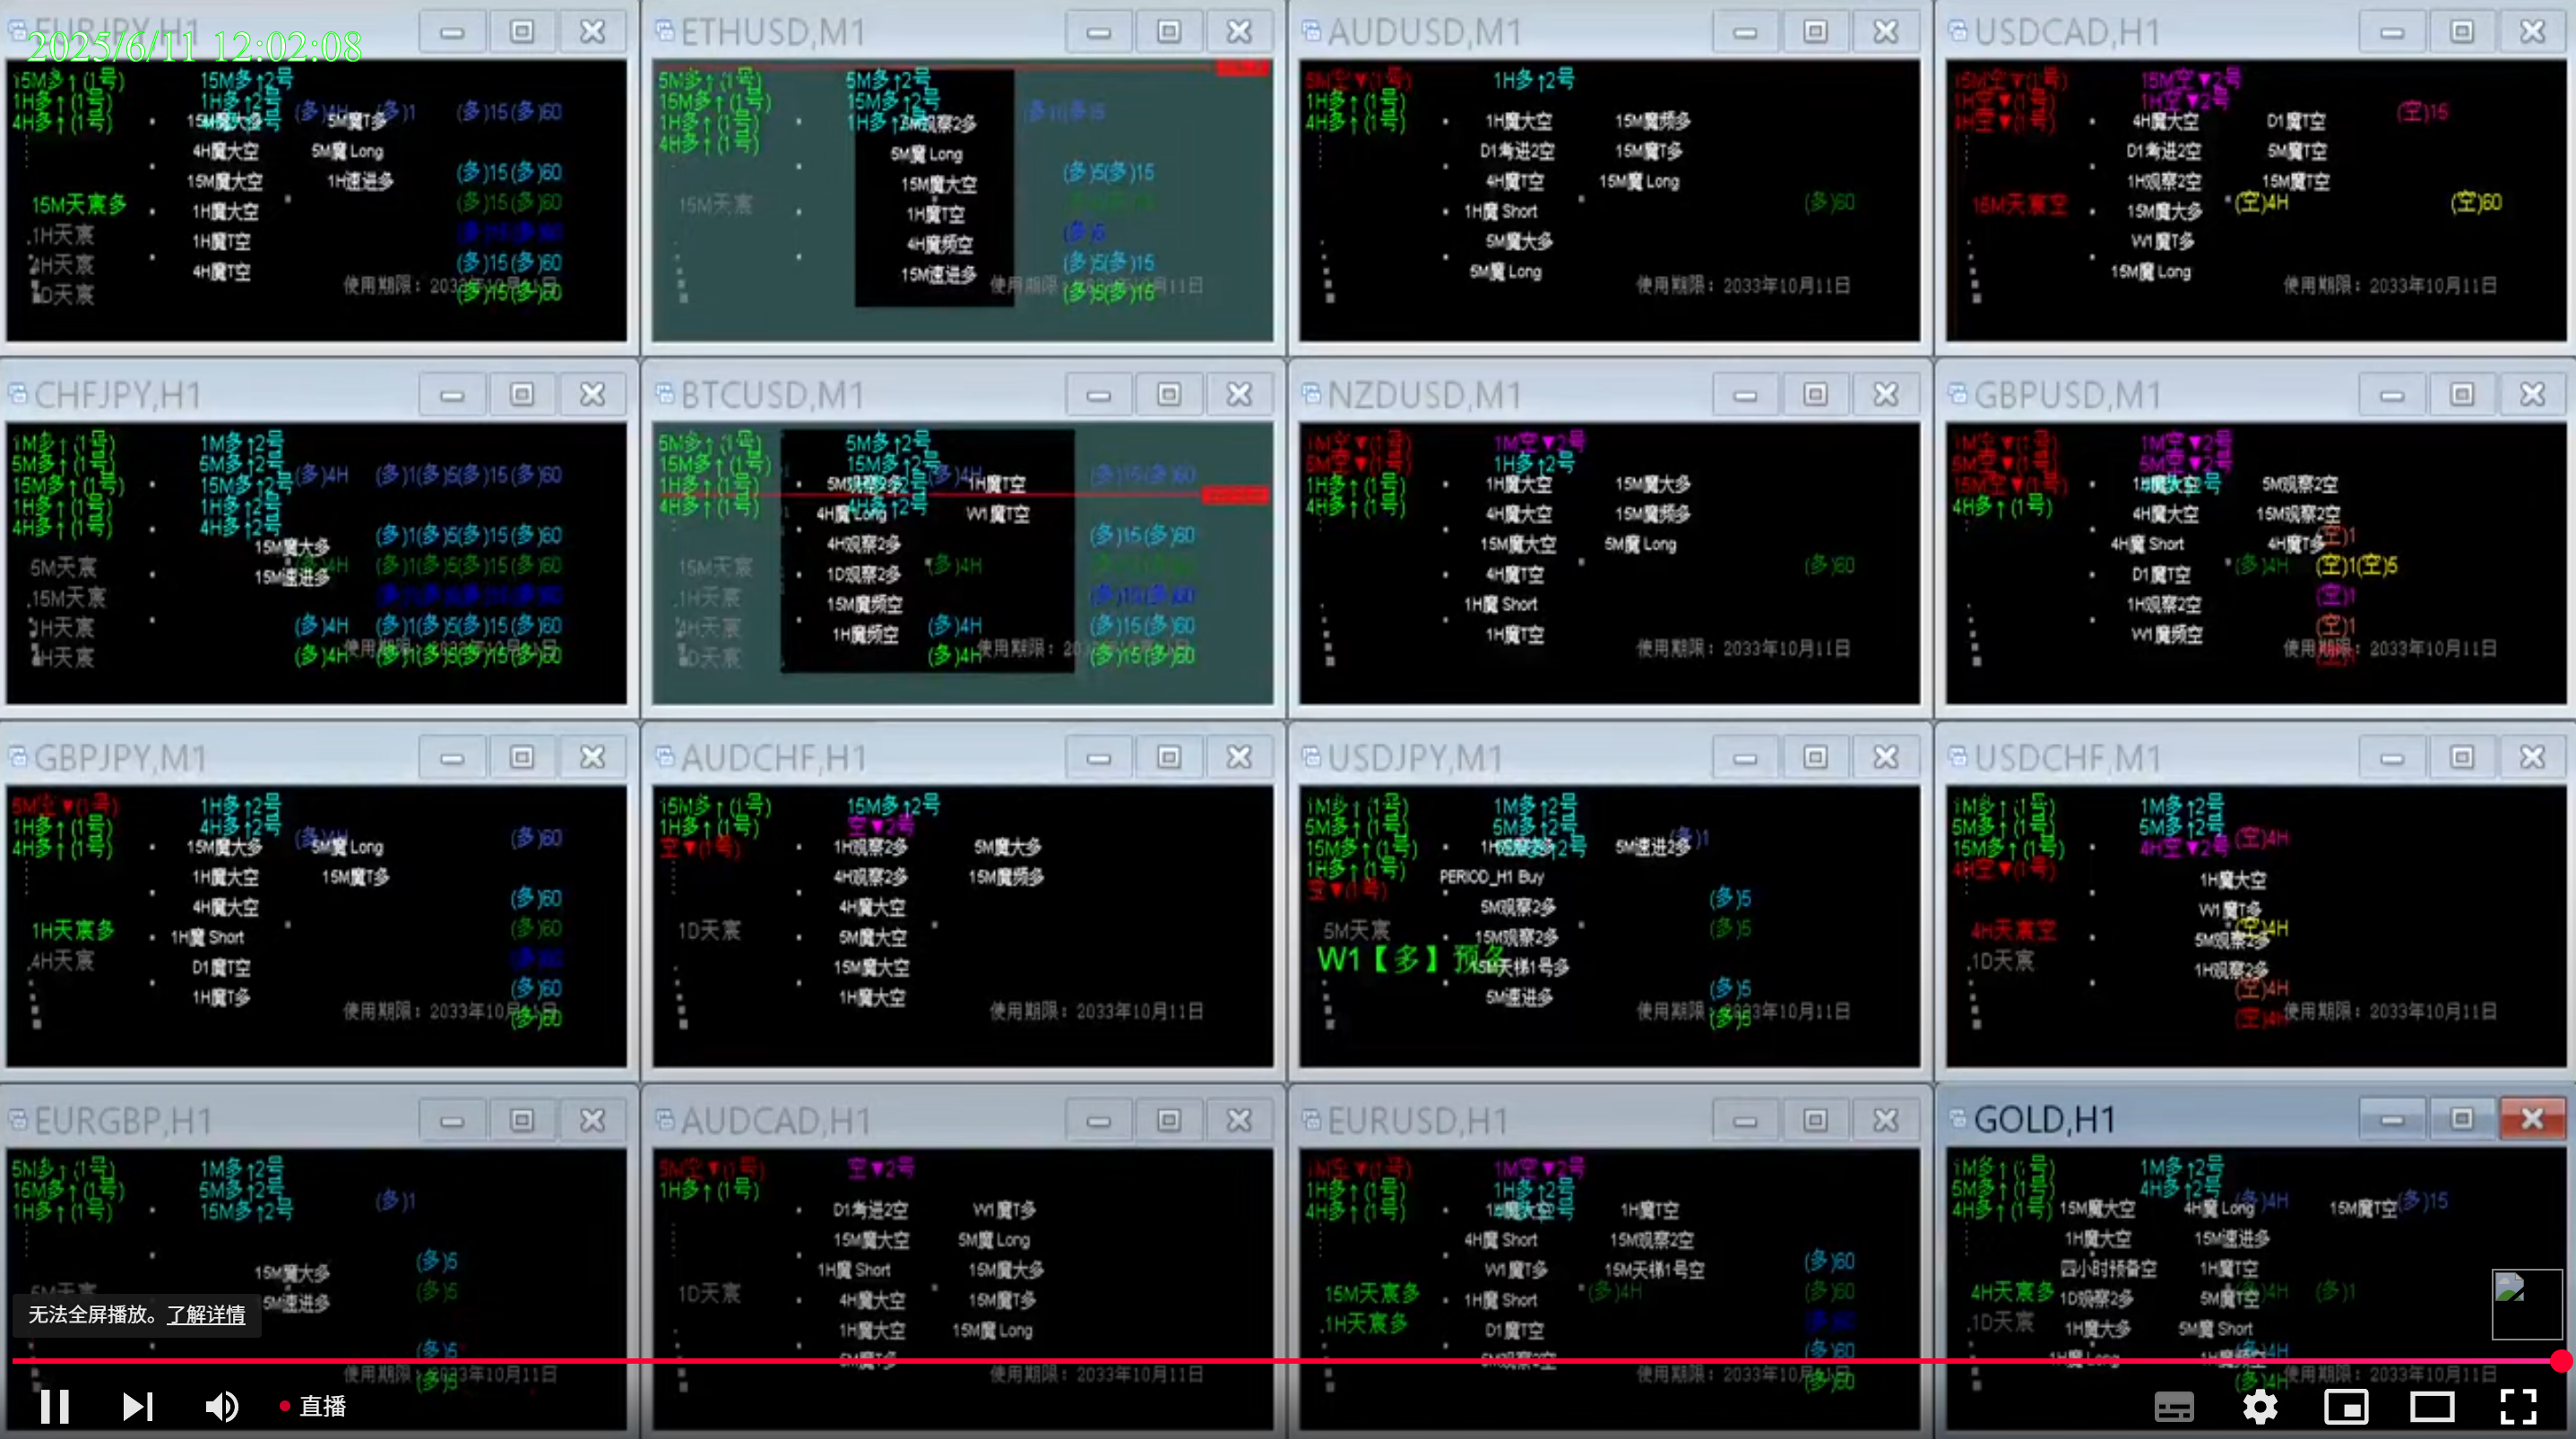 EURJPY,H1
2025/6/11 12:02:08
15M多↑(1号) 15M多↑2号
1H多↑(1号) 1H多↑2号 (多)4H (多)1 (多)15(多)60
4H多↑(1号) 15M魔大多 5M魔T多
4H魔大空 5M魔 Long
15M魔大空 1H速进多 (多)15(多)60
15M天宸多 1H魔大空 (多)15(多)60
1H天宸 1H魔T空 (多)15(多)60
4H天宸 4H魔T空 (多)15(多)60
D天宸 使用期限：2033年10月11日 (多)15(多)60
ETHUSD,M1
5M多↑(1号) 5M多↑2号
15M多↑(1号) 15M多↑2号
1H多↑(1号) 1H多↑2号 5M观察2多
4H多↑(1号) 5M魔 Long
15M魔大空 (多)5(多)15
15M天宸 1H魔T空
4H魔频空 (多)5
15M速进多 (多)5(多)15
使用期限：2033年10月11日 (多)5(多)15
AUDUSD,M1
5M空▼(1号) 1H多↑2号
1H多↑(1号)
4H多↑(1号) 1H魔大空 15M魔频多
D1考进2空 15M魔T多
4H魔T空 15M魔 Long
1H魔 Short (多)60
5M魔大多
5M魔 Long
使用期限：2033年10月11日
USDCAD,H1
15M空▼(1号) 15M空▼2号
1H空▼(1号) 1H空▼2号 (空)15
4H空▼(1号) 4H魔大空 D1魔T空
D1考进2空 5M魔T空
1H观察2空 15M魔T空
15M天宸空 15M魔大多 (空)4H (空)60
W1魔T多
15M魔 Long
使用期限：2033年10月11日
CHFJPY,H1
1M多↑(1号) 1M多↑2号
5M多↑(1号) 5M多↑2号 (多)4H (多)1(多)5(多)15(多)60
15M多↑(1号) 15M多↑2号
1H多↑(1号) 1H多↑2号
4H多↑(1号) 4H多↑2号
15M魔大多 (多)1(多)5(多)15(多)60
5M天宸 15M速进多 (多)4H (多)1(多)5(多)15(多)60
15M天宸
1H天宸 (多)4H (多)1(多)5(多)15(多)60
4H天宸 (多)4H (多)1(多)5(多)15(多)60
BTCUSD,M1
5M多↑(1号) 5M多↑2号
15M多↑(1号) 15M多↑2号 (多)4H (多)15(多)60
1H多↑(1号) 5M观察2多 1H魔T空
4H多↑(1号) 4H多↑2号 4H魔 Long W1魔T空
4H观察2多 (多)15(多)60
15M天宸 1D观察2多 (多)4H
1H天宸 15M魔频空 (多)15(多)60
4H天宸 1H魔频空 (多)4H (多)15(多)60
D天宸 (多)4H 使用期限： (多)15(多)60
NZDUSD,M1
1M空▼(1号) 1M空▼2号
5M空▼(1号) 1H多↑2号
1H多↑(1号) 1H魔大空 15M魔大多
4H多↑(1号) 4H魔大空 15M魔频多
15M魔大空 5M魔 Long
4H魔T空 (多)60
1H魔 Short
1H魔T空
使用期限：2033年10月11日
GBPUSD,M1
1M空▼(1号) 1M空▼2号
5M空▼(1号) 5M空▼2号
15M空▼(1号) 1H魔大空 5M观察2空
4H多↑(1号) 4H魔大空 15M观察2空
4H魔 Short 4H魔T多 (空)1
D1魔T空 (多)4H (空)1(空)5
1H观察2空 (空)1
W1魔频空 (空)1
使用期限：2033年10月11日
GBPJPY,M1
5M空▼(1号) 1H多↑2号
1H多↑(1号) 4H多↑2号 (多)4H (多)60
4H多↑(1号) 15M魔大多 5M魔 Long
1H魔大空 15M魔T多
4H魔大空 (多)60
1H天宸多 1H魔 Short (多)60
4H天宸 D1魔T空
1H魔T多 (多)60
使用期限：2033年10月11日 (多)60
AUDCHF,H1
15M多↑(1号) 15M多↑2号
1H多↑(1号) 空▼2号
空▼(1号) 1H观察2多 5M魔大多
4H观察2多 15M魔频多
4H魔大空
1D天宸 5M魔大空
15M魔大空
1H魔大空
使用期限：2033年10月11日
USDJPY,M1
1M多↑(1号) 1M多↑2号
5M多↑(1号) 5M多↑2号
15M多↑(1号) 5M速进2多 (多)1
1H多↑(1号) PERIOD_H1 Buy
空▼(1号) 5M观察2多 (多)5
5M天宸 15M观察2多 (多)5
W1【多】预 15M天梯1号多
5M速进多 (多)5
使用期限：2033年10月11日 (多)5
USDCHF,M1
1M多↑(1号) 1M多↑2号
5M多↑(1号) 5M多↑2号
15M多↑(1号) 4H空▼2号 (空)4H
4H空▼(1号) 1H魔大空
W1魔T多
4H天宸空 5M观察2多 (空)4H
1D天宸 1H观察2多
(空)4H
(空)4H 使用期限：2033年10月11日
EURGBP,H1
5M多↑(1号) 1M多↑2号
15M多↑(1号) 5M多↑2号 (多)1
1H多↑(1号) 15M多↑2号
15M魔大多 (多)5
5M天宸 5M速进多 (多)5
(多)5
使用期限：2033年10月11日 (多)5
AUDCAD,H1
5M空▼(1号) 空▼2号
1H多↑(1号) D1考进2空 W1魔T多
15M魔大空 5M魔 Long
1H魔 Short 15M魔大多
1D天宸 4H魔大空 15M魔T多
1H魔大空 15M魔 Long
5M魔T多
使用期限：2033年10月11日
EURUSD,H1
1M空▼(1号) 1M空▼2号
1H多↑(1号) 1H多↑2号
4H多↑(1号) 1H魔T空
4H魔 Short 15M观察2空
W1魔T多 15M天梯1号空 (多)60
15M天宸多 1H魔 Short (多)4H (多)60
1H天宸多 D1魔T空
5M观察2空 (多)60
使用期限：2033年10月11日 (多)60
GOLD,H1
1M多↑(1号) 1M多↑2号
5M多↑(1号) 4H多↑2号
4H多↑(1号) 15M魔大空 4H魔 Long (多)4H 15M魔T空 (多)15
1H魔大空 15M速进多
四小时预备空 1H魔T空
4H天宸多 1D观察2多 5M魔T空 (多)4H (多)1
1D天宸 1H魔大多 5M魔 Short
1H魔 Long 1H魔频空
(多)4H 使用期限：2033年10月11日
无法全屏播放。了解详情
直播